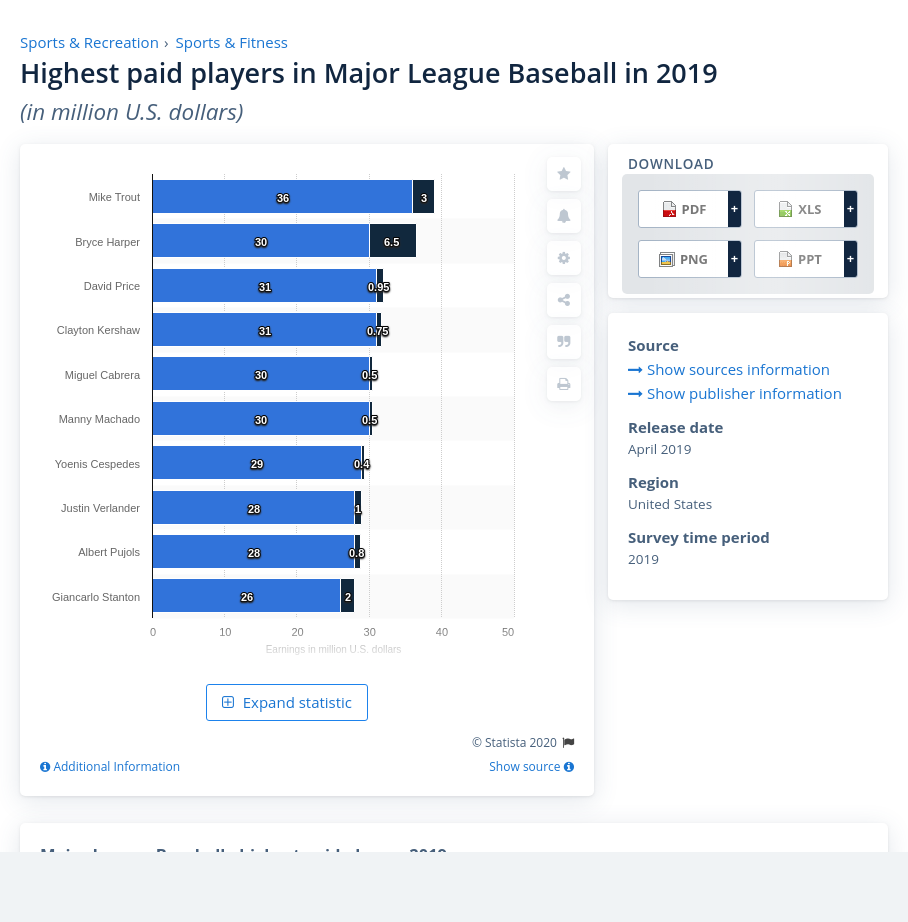 Sports & Recreation › Sports & Fitness
Highest paid players in Major League Baseball in 2019
(in million U.S. dollars)
Mike Trout 36 3
Bryce Harper 30 6.5
David Price 31 0.95
Clayton Kershaw 31 0.75
Miguel Cabrera 30 0.5
Manny Machado 30 0.5
Yoenis Cespedes 29 0.4
Justin Verlander 28 1
Albert Pujols 28 0.8
Giancarlo Stanton 26 2
0 10 20 30 40 50
Earnings in million U.S. dollars
Expand statistic
© Statista 2020
Additional Information
Show source
DOWNLOAD
PDF + XLS +
PNG + PPT +
Source
Show sources information
Show publisher information
Release date
April 2019
Region
United States
Survey time period
2019